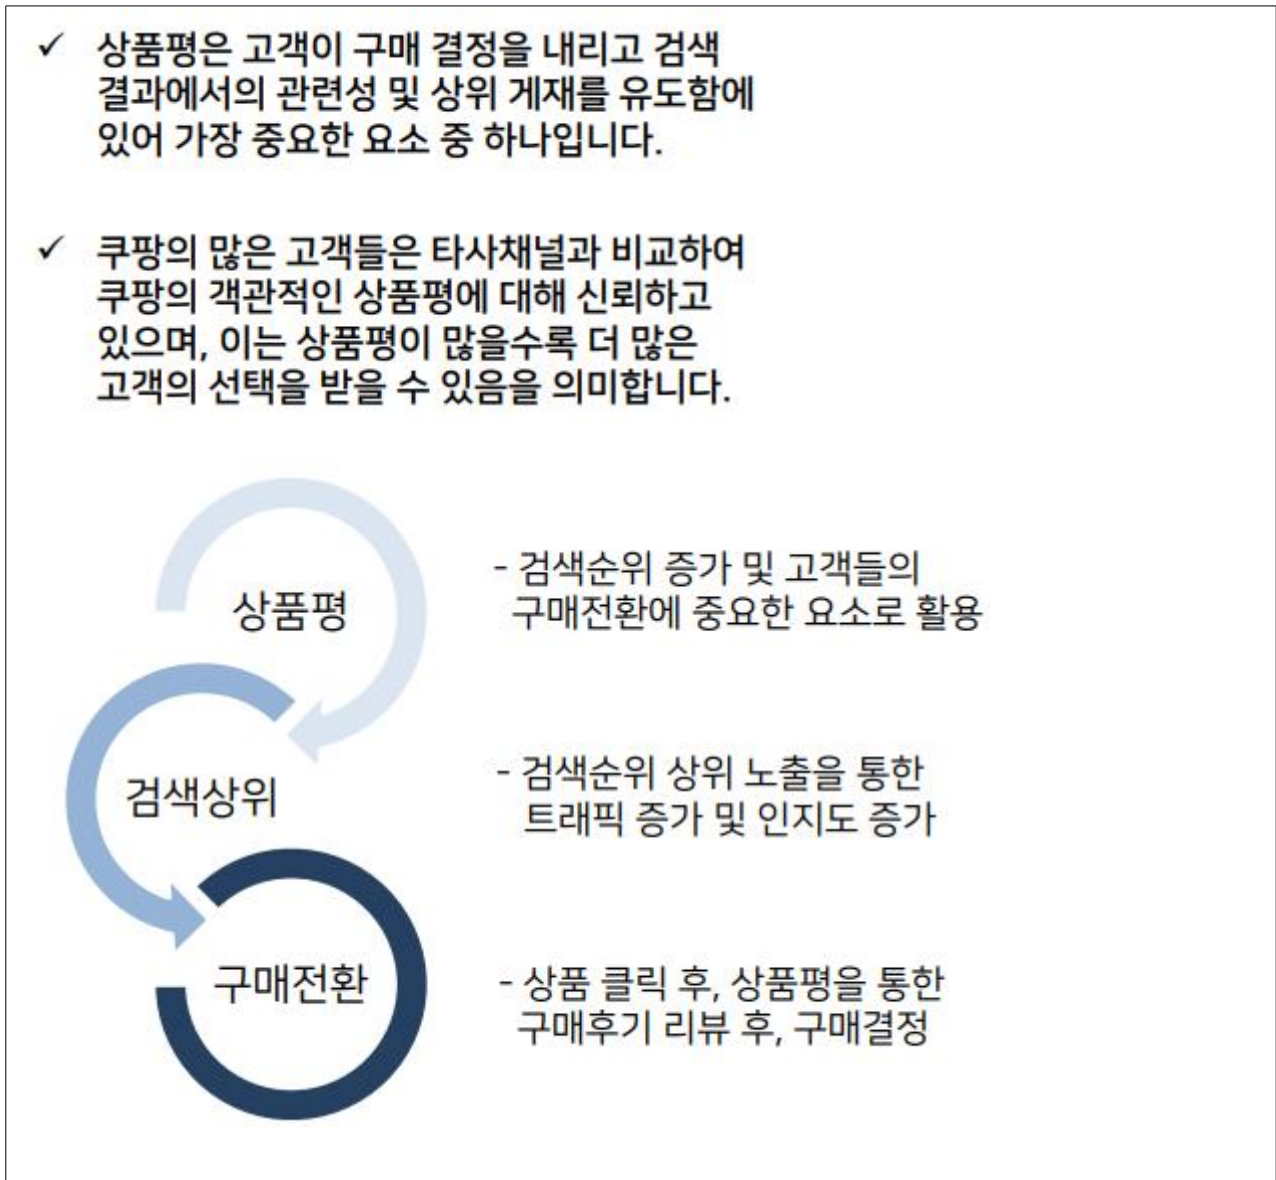 ✓ 상품평은 고객이 구매 결정을 내리고 검색
결과에서의 관련성 및 상위 게재를 유도함에
있어 가장 중요한 요소 중 하나입니다.
✓ 쿠팡의 많은 고객들은 타사채널과 비교하여
쿠팡의 객관적인 상품평에 대해 신뢰하고
있으며, 이는 상품평이 많을수록 더 많은
고객의 선택을 받을 수 있음을 의미합니다.
상품평
- 검색순위 증가 및 고객들의
구매전환에 중요한 요소로 활용
검색상위
- 검색순위 상위 노출을 통한
트래픽 증가 및 인지도 증가
구매전환
- 상품 클릭 후, 상품평을 통한
구매후기 리뷰 후, 구매결정